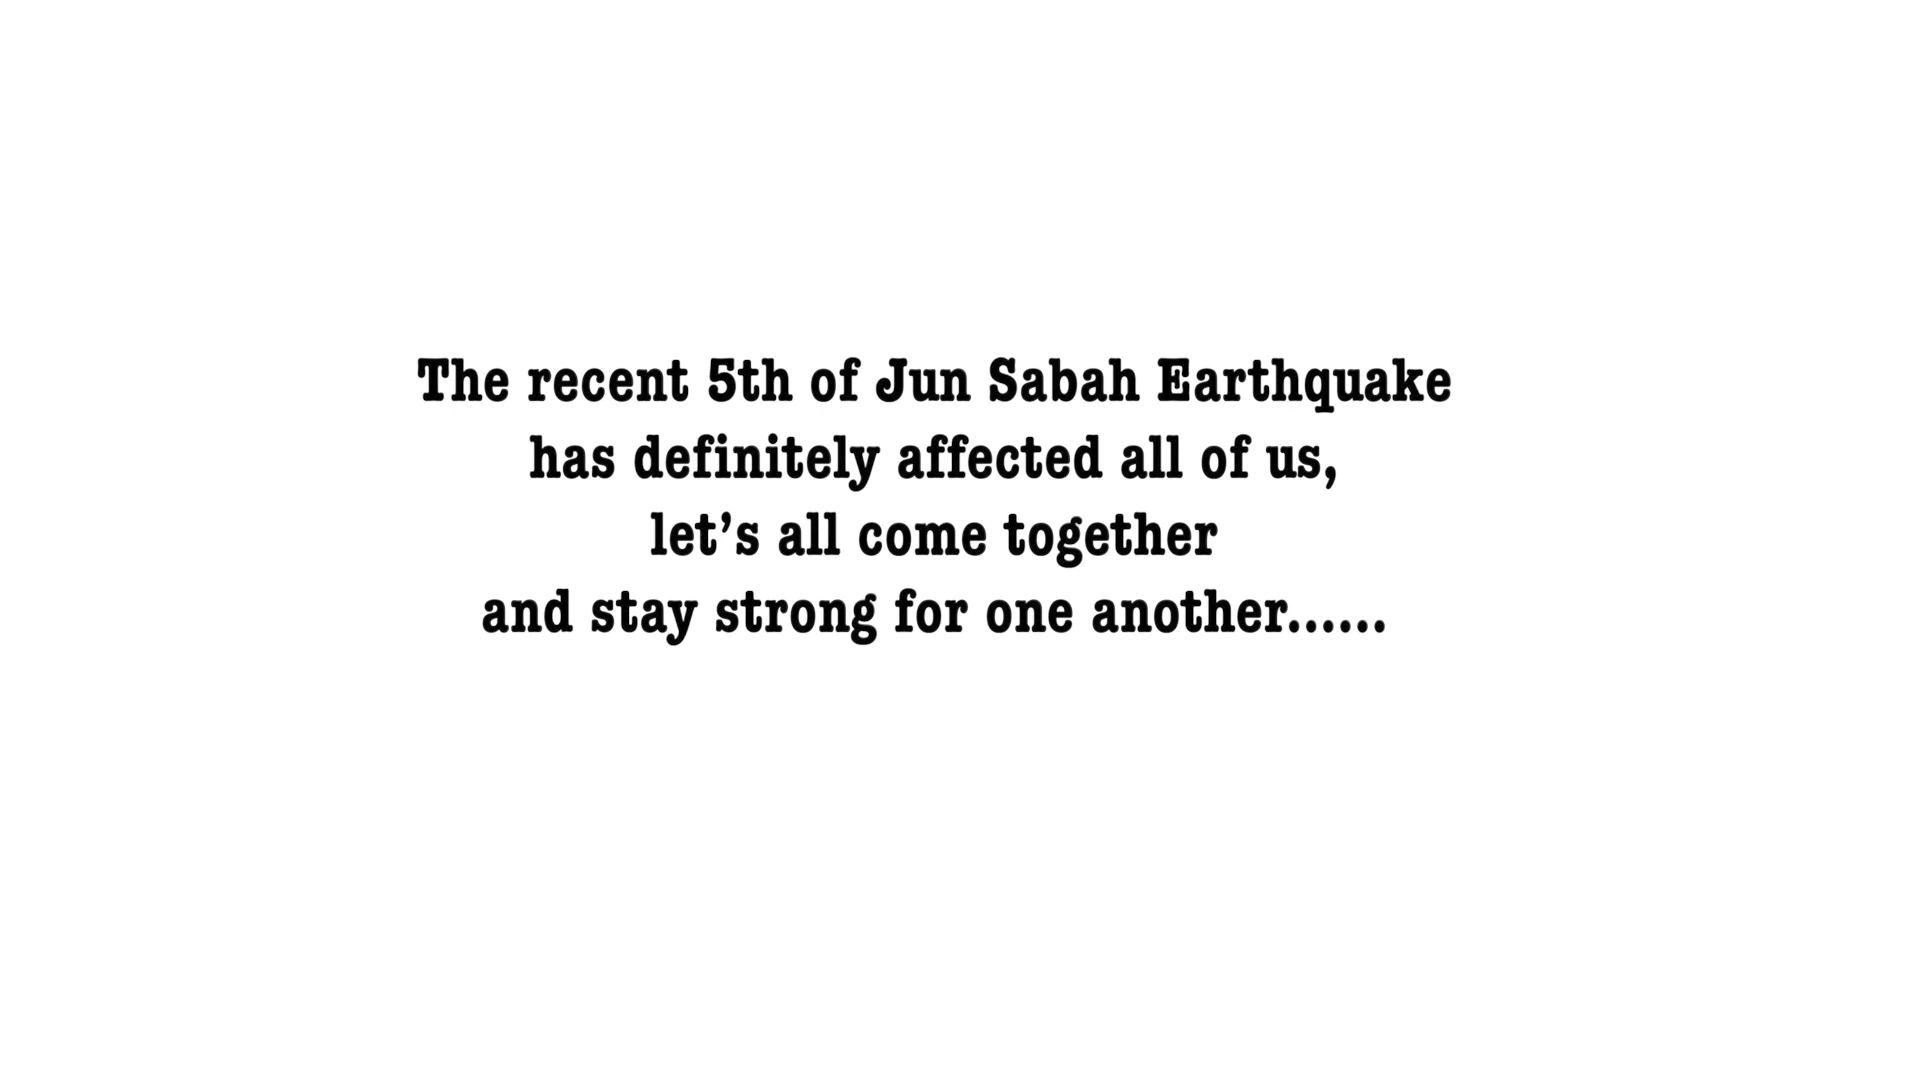 The recent 5th of Jun Sabah Earthquake
has definitely affected all of us,
let’s all come together
and stay strong for one another......